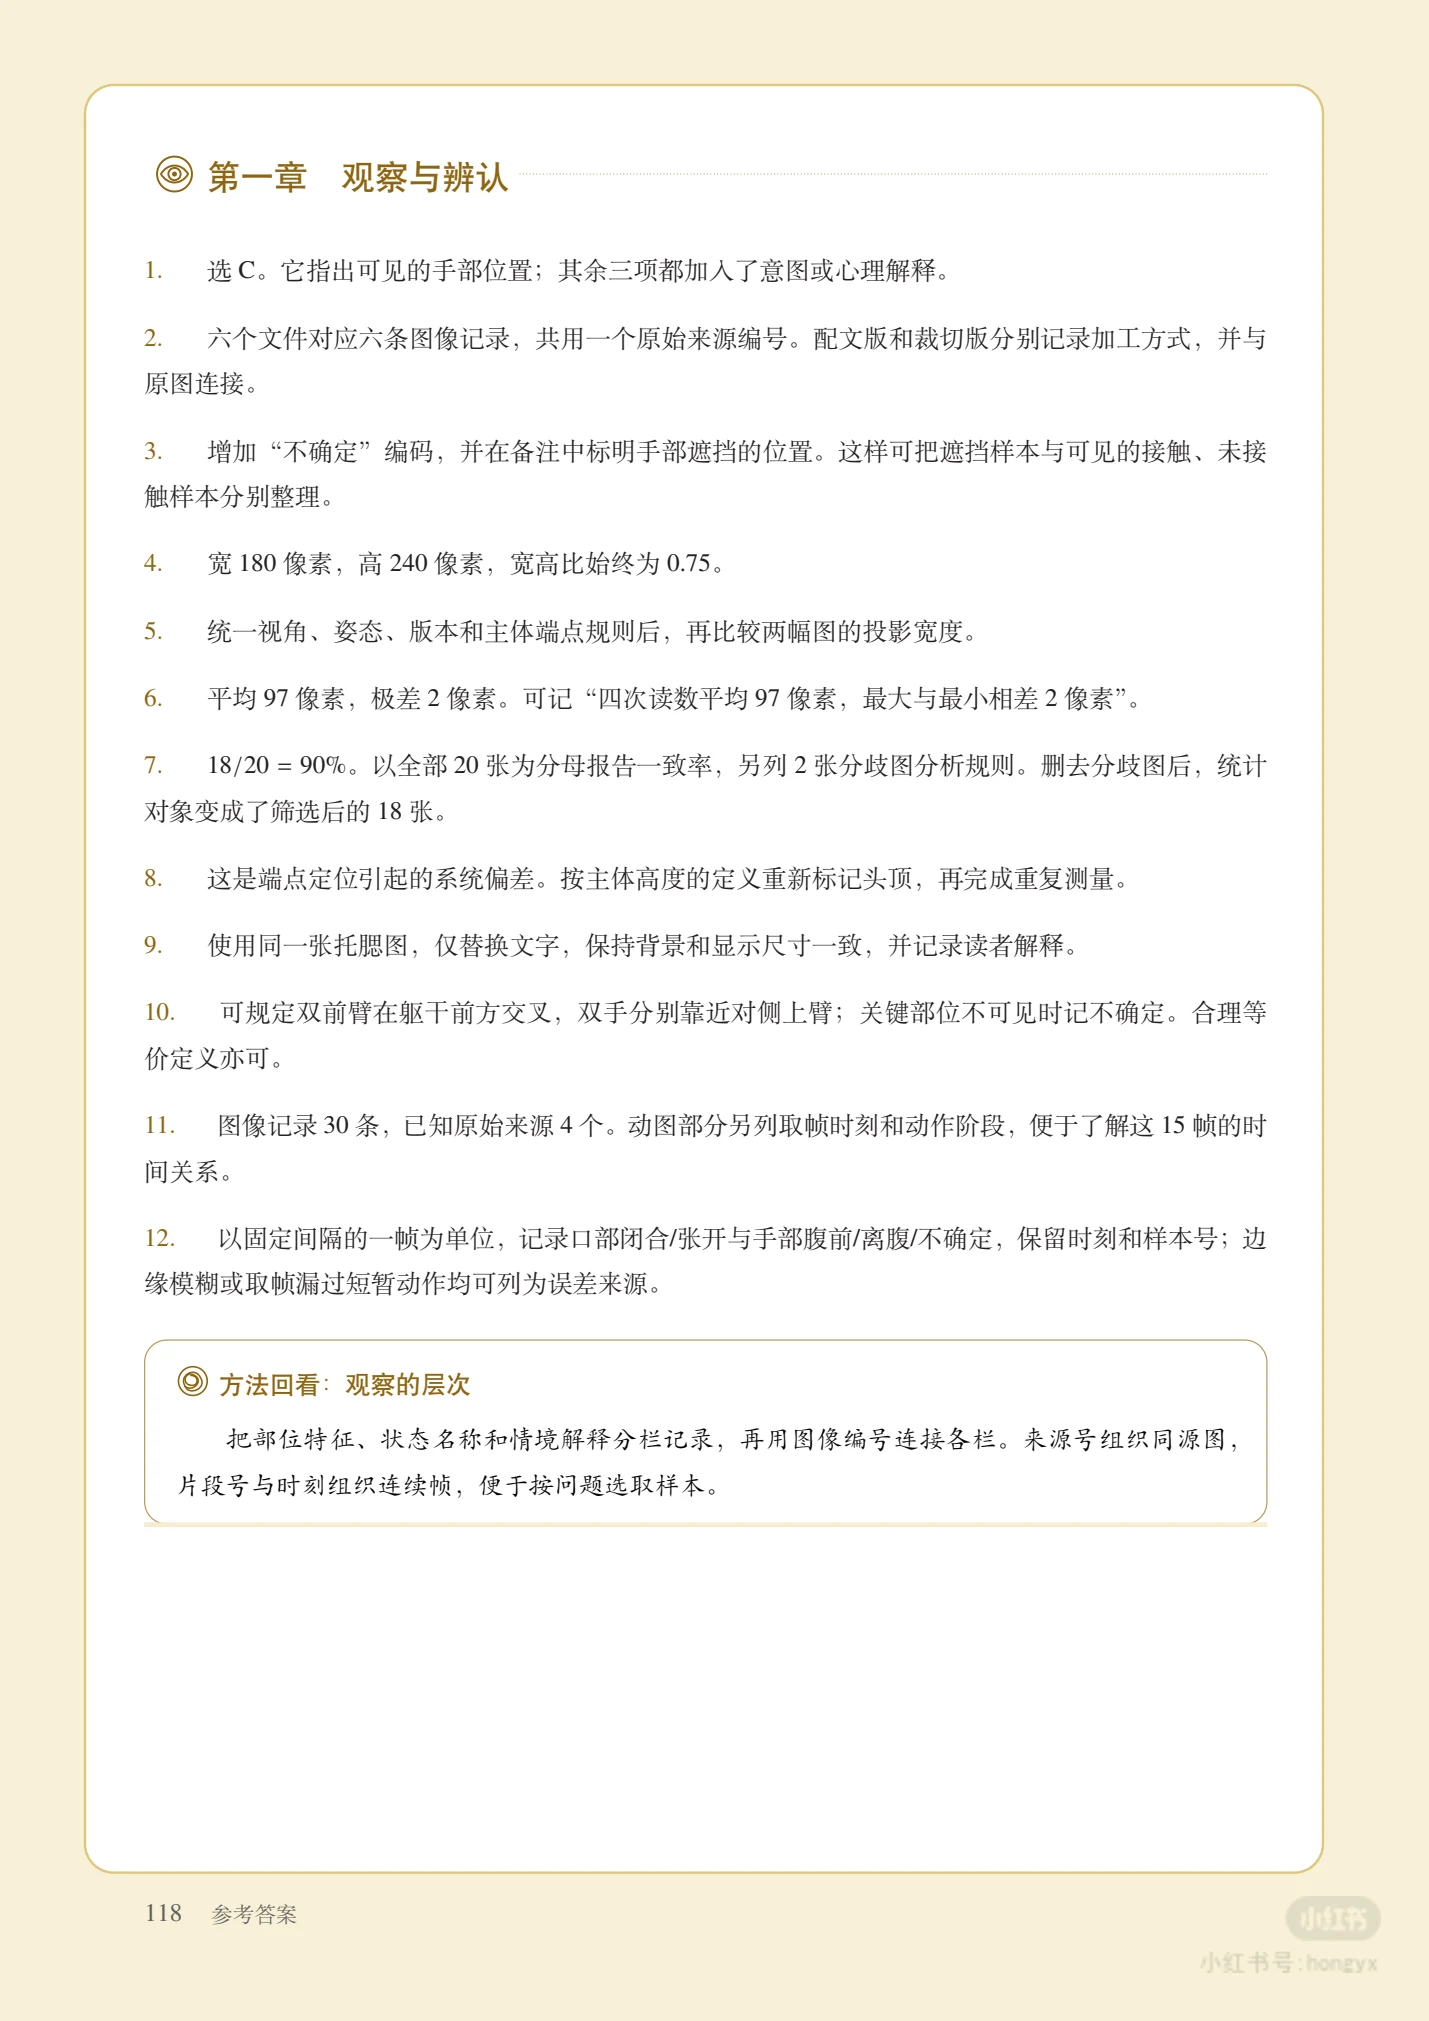 第一章 观察与辨认
1. 选 C。它指出可见的手部位置；其余三项都加入了意图或心理解释。
2. 六个文件对应六条图像记录，共用一个原始来源编号。配文版和裁切版分别记录加工方式，并与
原图连接。
3. 增加“不确定”编码，并在备注中标明手部遮挡的位置。这样可把遮挡样本与可见的接触、未接
触样本分别整理。
4. 宽 180 像素，高 240 像素，宽高比始终为 0.75。
5. 统一视角、姿态、版本和主体端点规则后，再比较两幅图的投影宽度。
6. 平均 97 像素，极差 2 像素。可记“四次读数平均 97 像素，最大与最小相差 2 像素”。
7. 18/20 = 90%。以全部 20 张为分母报告一致率，另列 2 张分歧图分析规则。删去分歧图后，统计
对象变成了筛选后的 18 张。
8. 这是端点定位引起的系统偏差。按主体高度的定义重新标记头顶，再完成重复测量。
9. 使用同一张托腮图，仅替换文字，保持背景和显示尺寸一致，并记录读者解释。
10. 可规定双前臂在躯干前方交叉，双手分别靠近对侧上臂；关键部位不可见时记不确定。合理等
价定义亦可。
11. 图像记录 30 条，已知原始来源 4 个。动图部分另列取帧时刻和动作阶段，便于了解这 15 帧的时
间关系。
12. 以固定间隔的一帧为单位，记录口部闭合/张开与手部腹前/离腹/不确定，保留时刻和样本号；边
缘模糊或取帧漏过短暂动作均可列为误差来源。
方法回看：观察的层次
把部位特征、状态名称和情境解释分栏记录，再用图像编号连接各栏。来源号组织同源图，
片段号与时刻组织连续帧，便于按问题选取样本。
118 参考答案
小红书
小红书号:hongyx